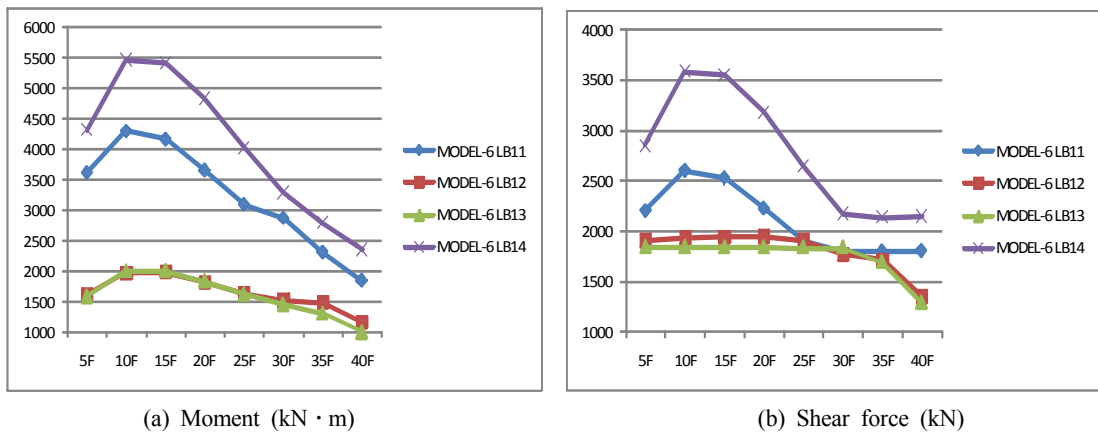 6000
5500
5000
4500
4000
3500
3000
2500
2000
1500
1000
5F 10F 15F 20F 25F 30F 35F 40F
MODEL-6 LB11
MODEL-6 LB12
MODEL-6 LB13
MODEL-6 LB14
(a) Moment (kN · m)
4000
3500
3000
2500
2000
1500
1000
5F 10F 15F 20F 25F 30F 35F 40F
MODEL-6 LB11
MODEL-6 LB12
MODEL-6 LB13
MODEL-6 LB14
(b) Shear force (kN)